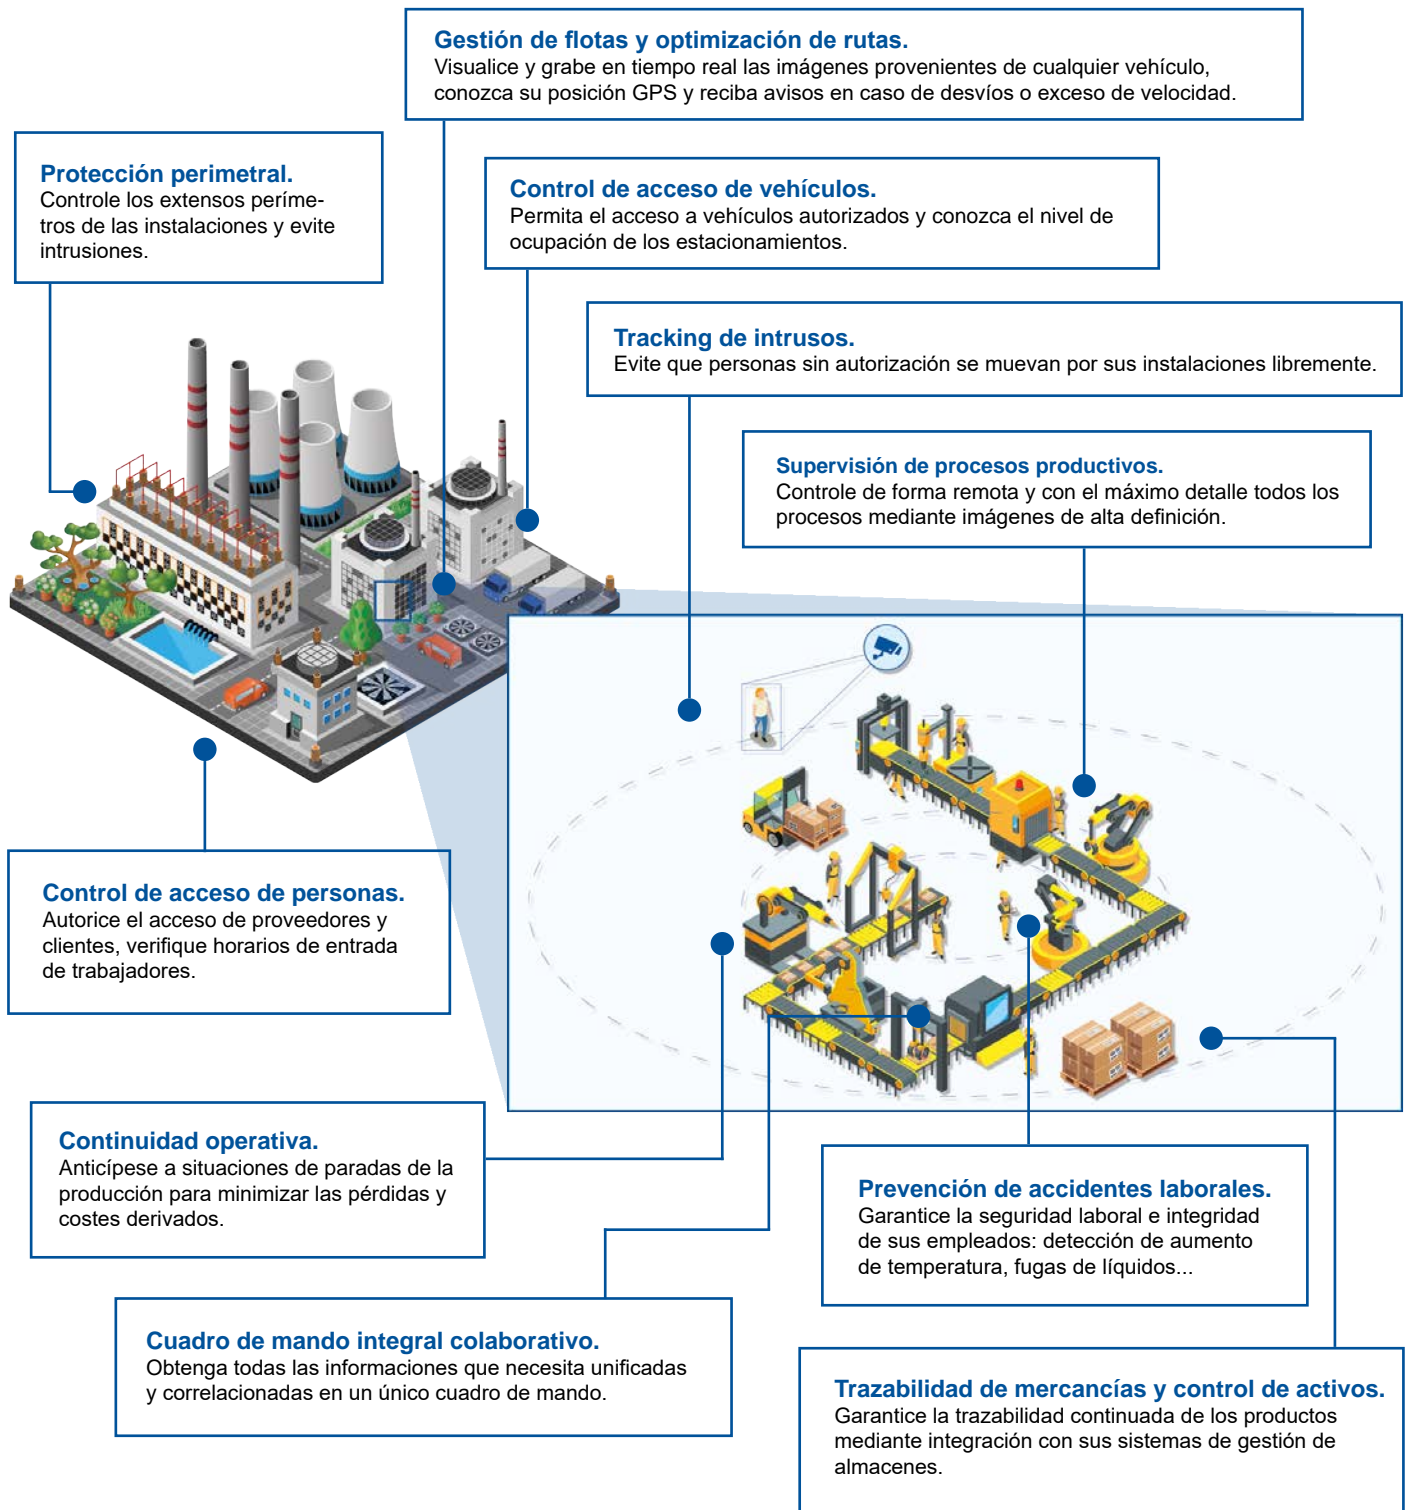 Gestión de flotas y optimización de rutas.
Visualice y grabe en tiempo real las imágenes provenientes de cualquier vehículo,
conozca su posición GPS y reciba avisos en caso de desvíos o exceso de velocidad.
Protección perimetral.
Controle los extensos períme-
tros de las instalaciones y evite
intrusiones.
Control de acceso de vehículos.
Permita el acceso a vehículos autorizados y conozca el nivel de
ocupación de los estacionamientos.
Tracking de intrusos.
Evite que personas sin autorización se muevan por sus instalaciones libremente.
Supervisión de procesos productivos.
Controle de forma remota y con el máximo detalle todos los
procesos mediante imágenes de alta definición.
Control de acceso de personas.
Autorice el acceso de proveedores y
clientes, verifique horarios de entrada
de trabajadores.
Continuidad operativa.
Anticípese a situaciones de paradas de la
producción para minimizar las pérdidas y
costes derivados.
Prevención de accidentes laborales.
Garantice la seguridad laboral e integridad
de sus empleados: detección de aumento
de temperatura, fugas de líquidos...
Cuadro de mando integral colaborativo.
Obtenga todas las informaciones que necesita unificadas
y correlacionadas en un único cuadro de mando.
Trazabilidad de mercancías y control de activos.
Garantice la trazabilidad continuada de los productos
mediante integración con sus sistemas de gestión de
almacenes.